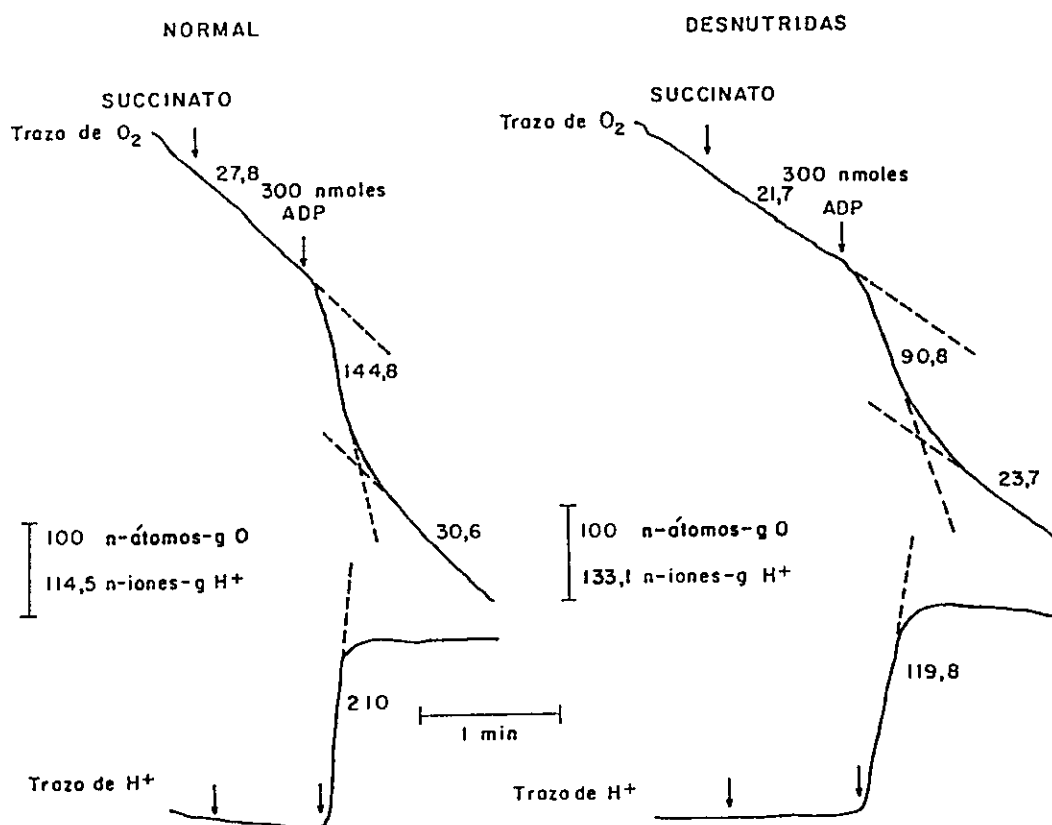 NORMAL
SUCCINATO
Trazo de O2
27,8
300 nmoles
ADP
144,8
30,6
100 n-átomos-g O
114,5 n-iones-g H+
210
1 min
Trazo de H+
DESNUTRIDAS
SUCCINATO
Trazo de O2
21,7
300 nmoles
ADP
90,8
23,7
100 n-átomos-g O
133,1 n-iones-g H+
119,8
Trazo de H+